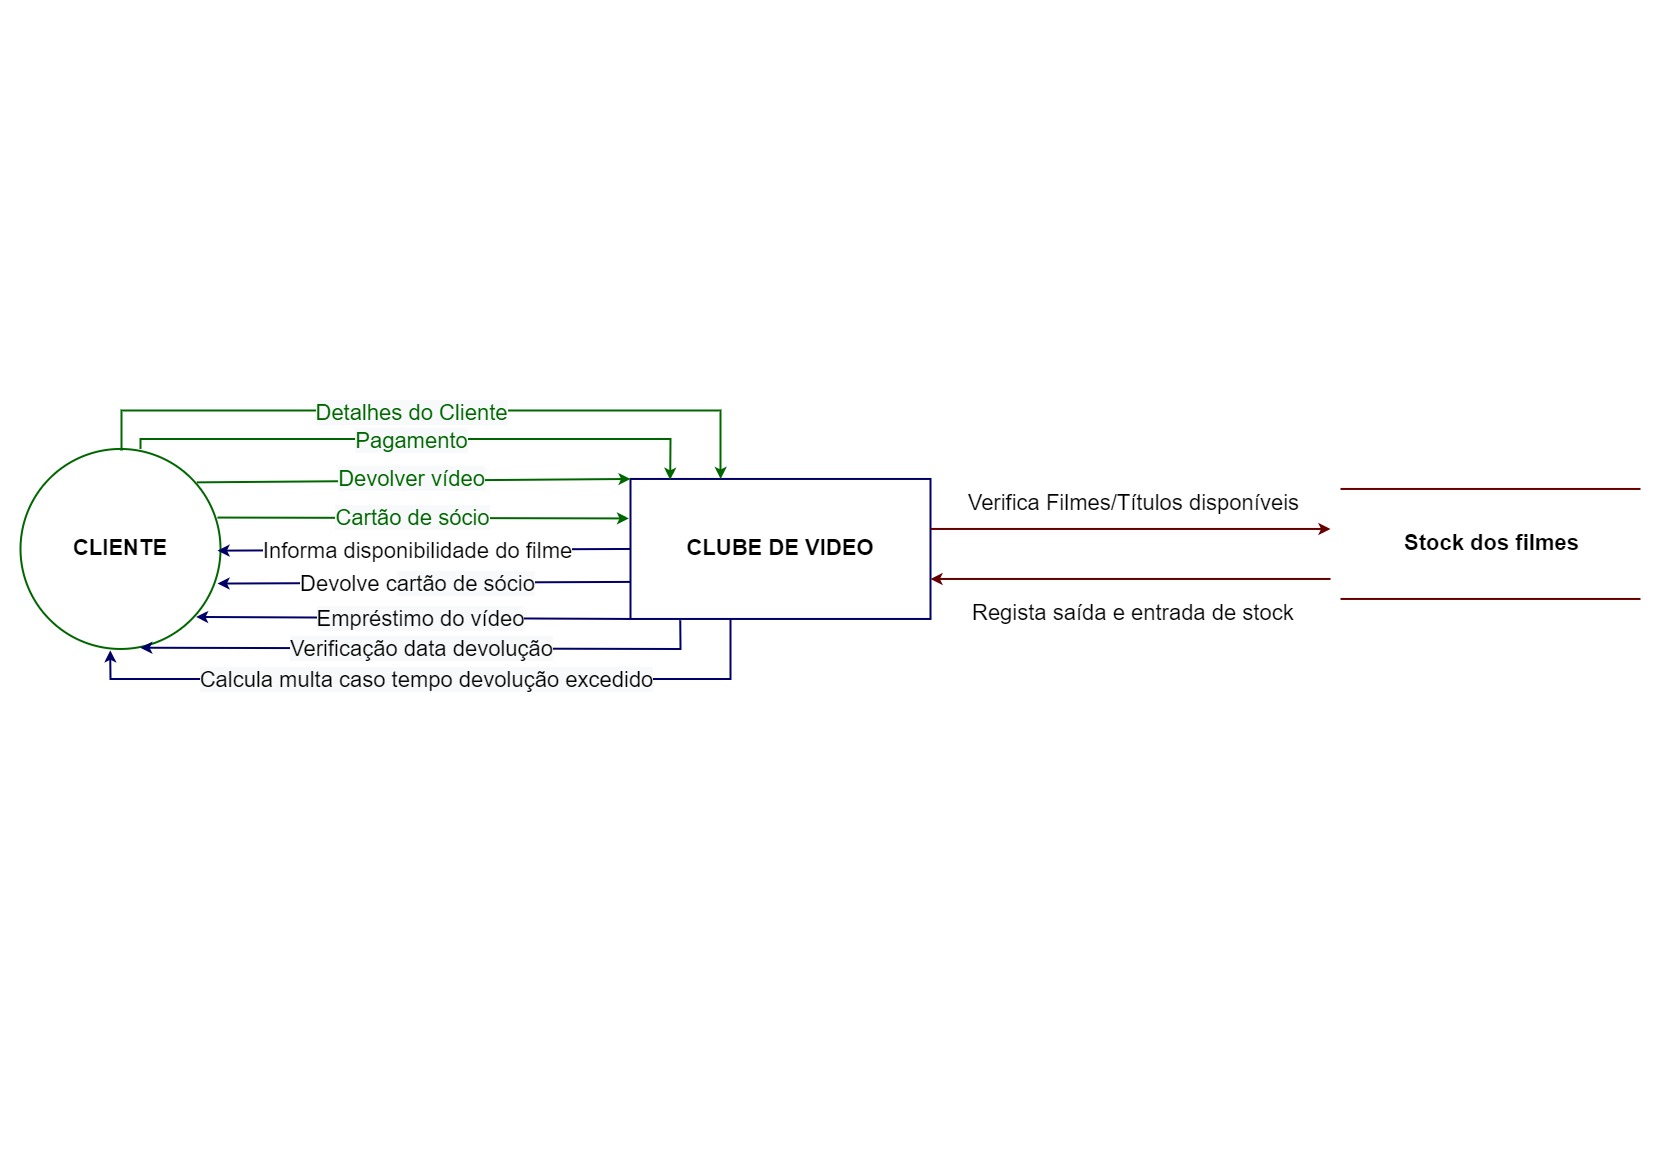 Detalhes do Cliente
Pagamento
Devolver vídeo
Cartão de sócio
CLIENTE
Informa disponibilidade do filme
Devolve cartão de sócio
Empréstimo do vídeo
Verificação data devolução
Calcula multa caso tempo devolução excedido
CLUBE DE VIDEO
Verifica Filmes/Títulos disponíveis
Regista saída e entrada de stock
Stock dos filmes